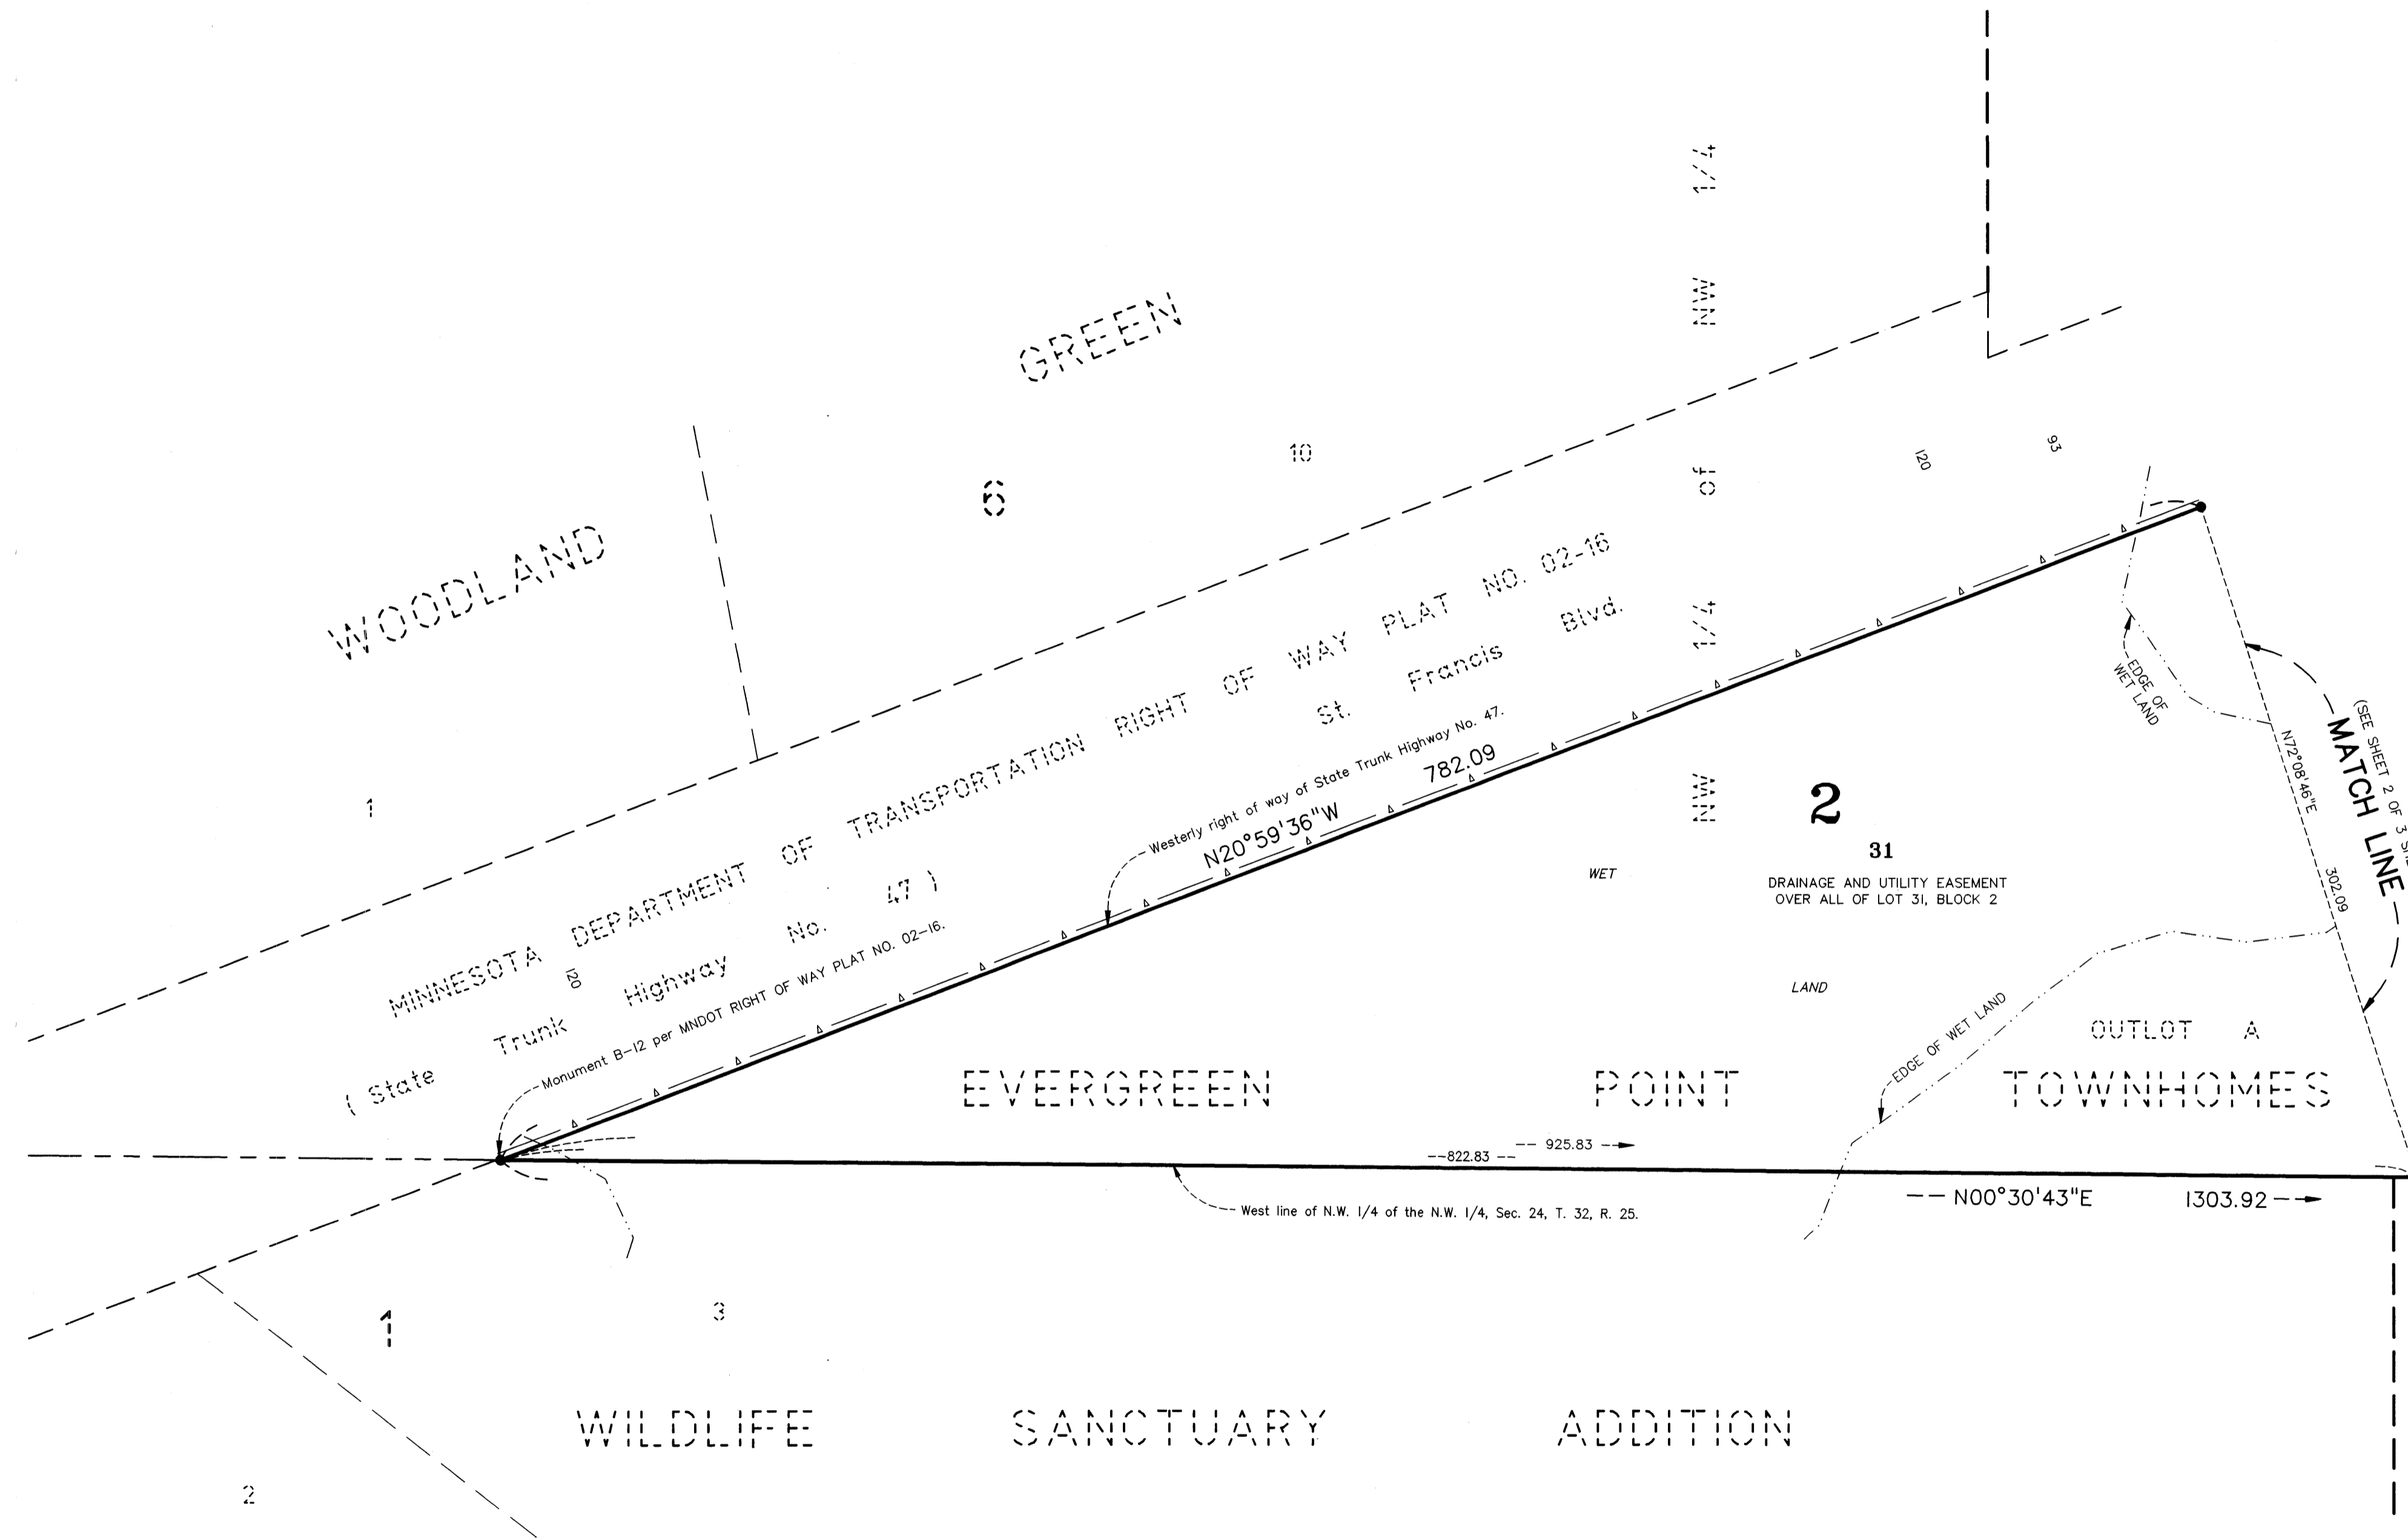 WOODLAND GREEN
1
6
10
NW 1/4 of NW 1/4
120
93
MINNESOTA DEPARTMENT OF TRANSPORTATION RIGHT OF WAY PLAT NO. 02-16
( State Trunk Highway No. 47 ) St. Francis Blvd.
120
Westerly right of way of State Trunk Highway No. 47.
N20°59'36"W 782.09
Monument B-12 per MNDOT RIGHT OF WAY PLAT NO. 02-16.
EDGE OF
WET LAND
(SEE SHEET 2 OF 3
MATCH LINE
N72°08'46"E 302.09
2
31
DRAINAGE AND UTILITY EASEMENT
OVER ALL OF LOT 31, BLOCK 2
WET
LAND
EDGE OF WET LAND
OUTLOT A
EVERGREEN POINT TOWNHOMES
925.83
822.83
N00°30'43"E 1303.92
West line of N.W. 1/4 of the N.W. 1/4, Sec. 24, T. 32, R. 25.
1
3
WILDLIFE SANCTUARY ADDITION
2